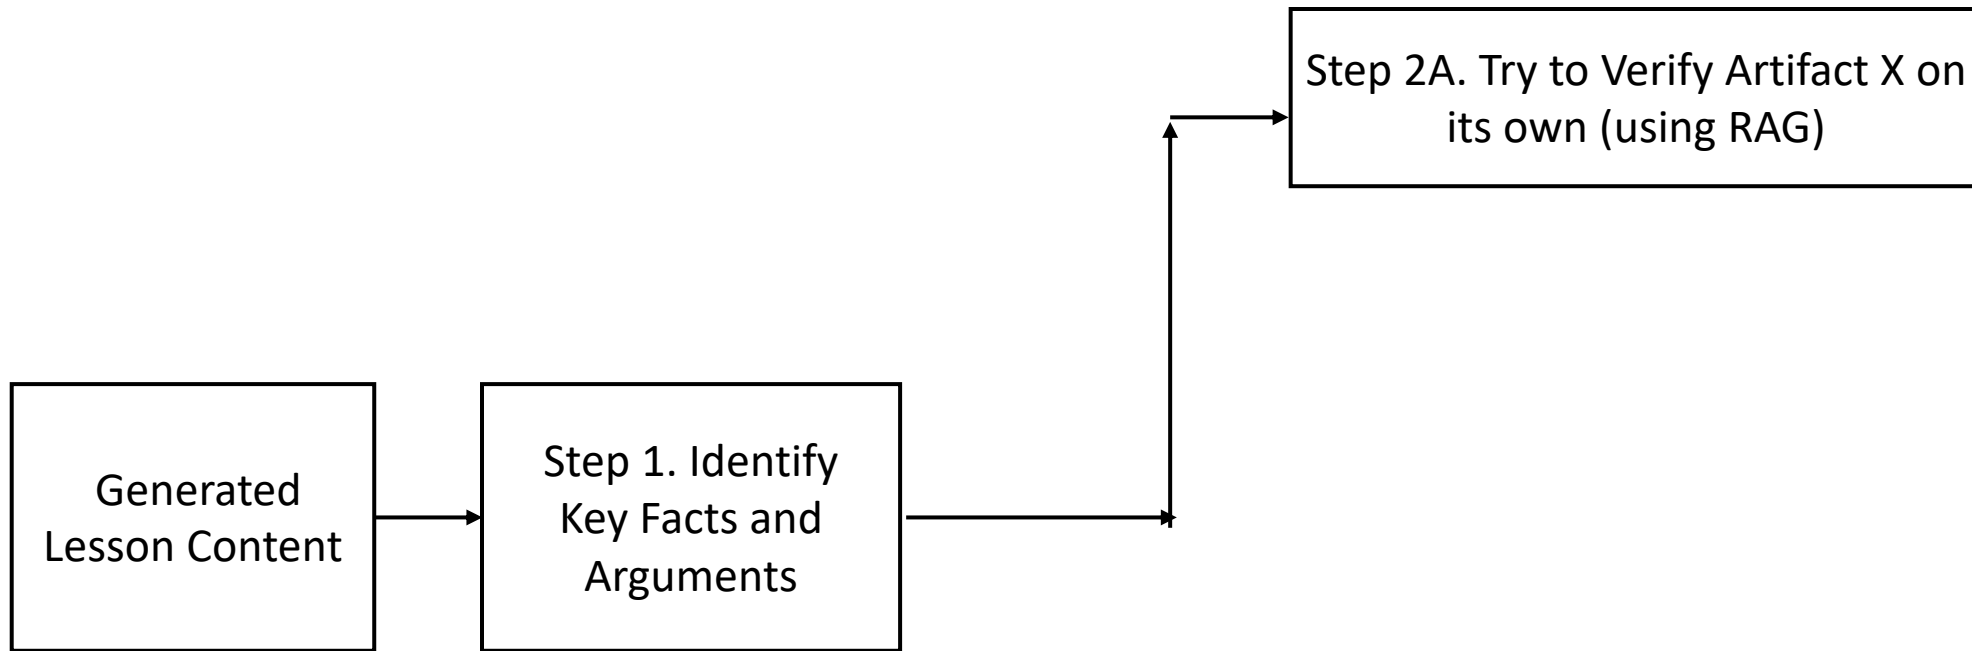 Step 2A. Try to Verify Artifact X on
its own (using RAG)
Generated
Lesson Content
Step 1. Identify
Key Facts and
Arguments